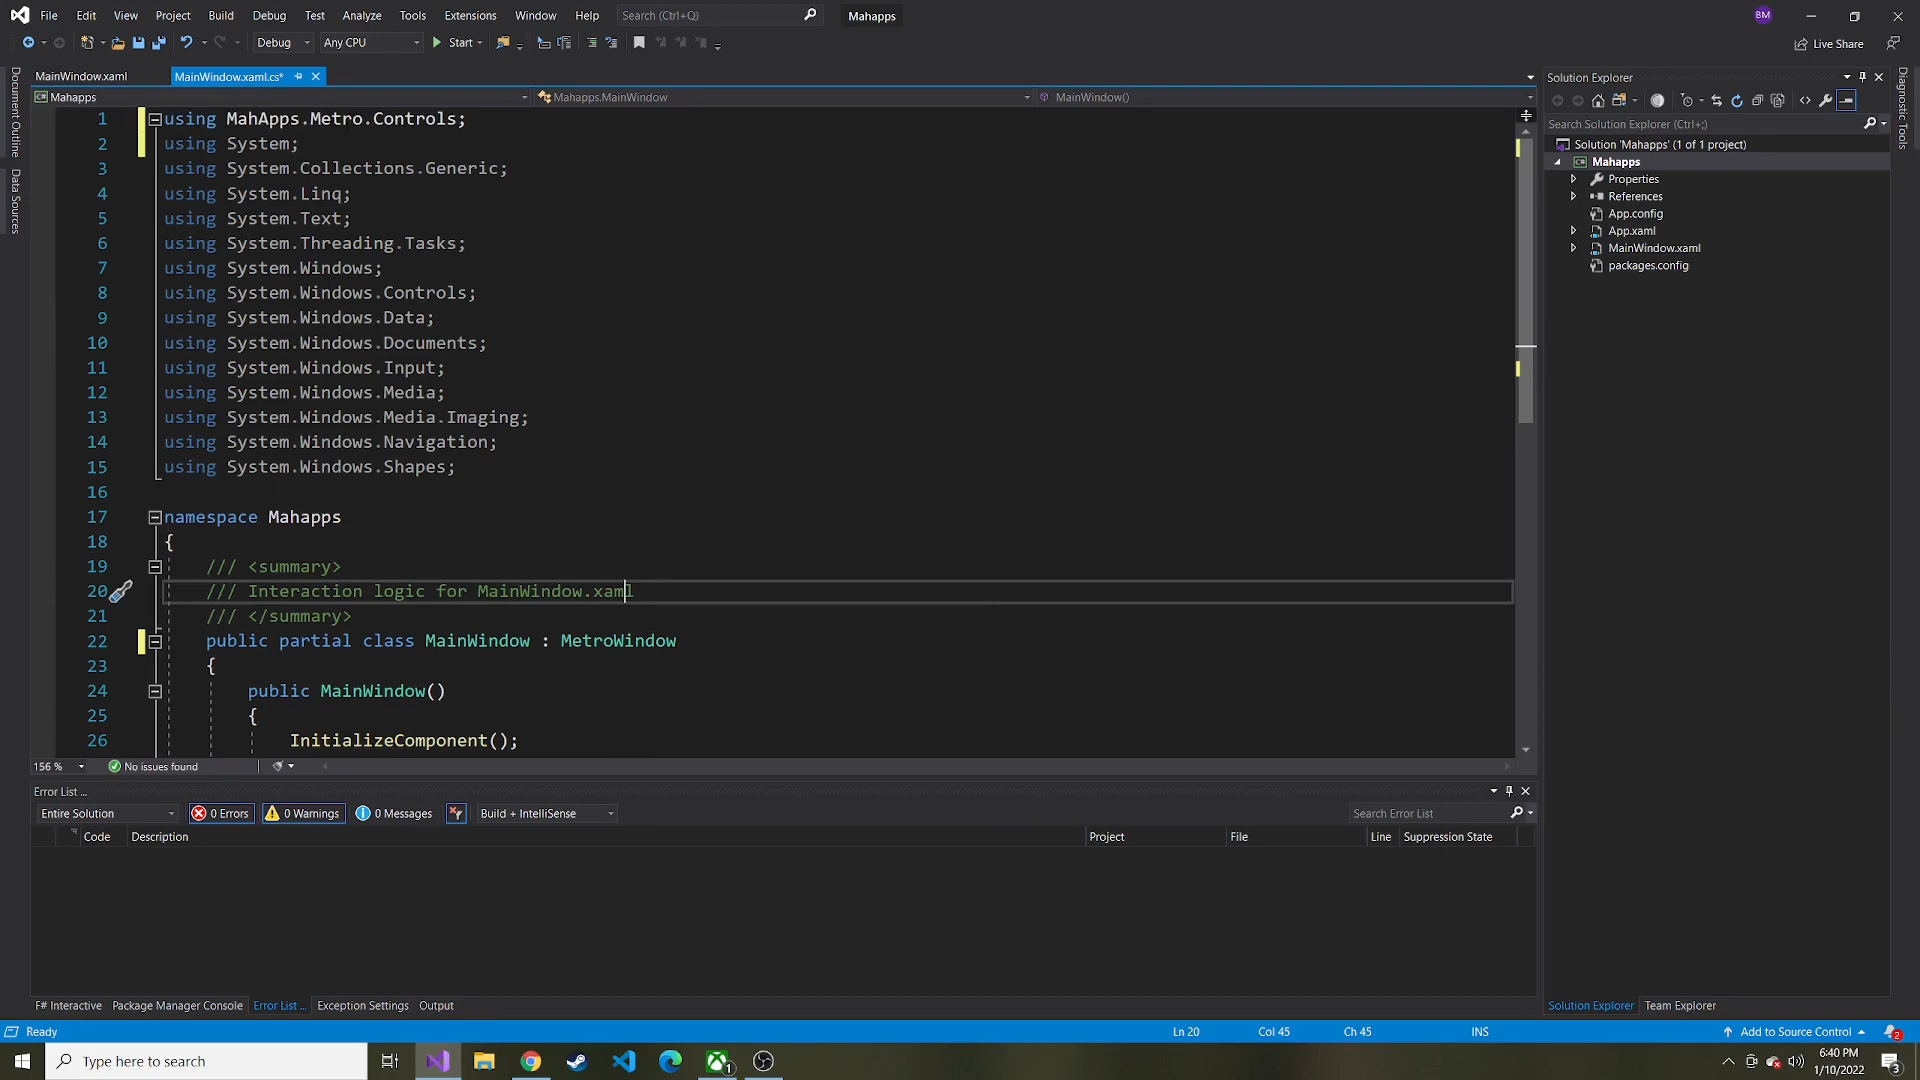 File Edit View Project Build Debug Test Analyze Tools Extensions Window Help Search (Ctrl+Q) Mahapps BM
Debug Any CPU Start Live Share
MainWindow.xaml MainWindow.xaml.cs*
Mahapps Mahapps.MainWindow MainWindow()
1 using MahApps.Metro.Controls;
2 using System;
3 using System.Collections.Generic;
4 using System.Linq;
5 using System.Text;
6 using System.Threading.Tasks;
7 using System.Windows;
8 using System.Windows.Controls;
9 using System.Windows.Data;
10 using System.Windows.Documents;
11 using System.Windows.Input;
12 using System.Windows.Media;
13 using System.Windows.Media.Imaging;
14 using System.Windows.Navigation;
15 using System.Windows.Shapes;
16
17 namespace Mahapps
18 {
19 /// <summary>
20 /// Interaction logic for MainWindow.xaml
21 /// </summary>
22 public partial class MainWindow : MetroWindow
23 {
24 public MainWindow()
25 {
26 InitializeComponent();
156 % No issues found
Document Outline
Data Sources
Solution Explorer
Search Solution Explorer (Ctrl+;)
Solution 'Mahapps' (1 of 1 project)
C# Mahapps
Properties
References
App.config
App.xaml
MainWindow.xaml
packages.config
Diagnostic Tools
Error List ...
Entire Solution 0 Errors 0 Warnings 0 Messages Build + IntelliSense Search Error List
Code Description Project File Line Suppression State
F# Interactive Package Manager Console Error List ... Exception Settings Output
Solution Explorer Team Explorer
Ready Ln 20 Col 45 Ch 45 INS Add to Source Control 2
Type here to search 1
6:40 PM
1/10/2022
3